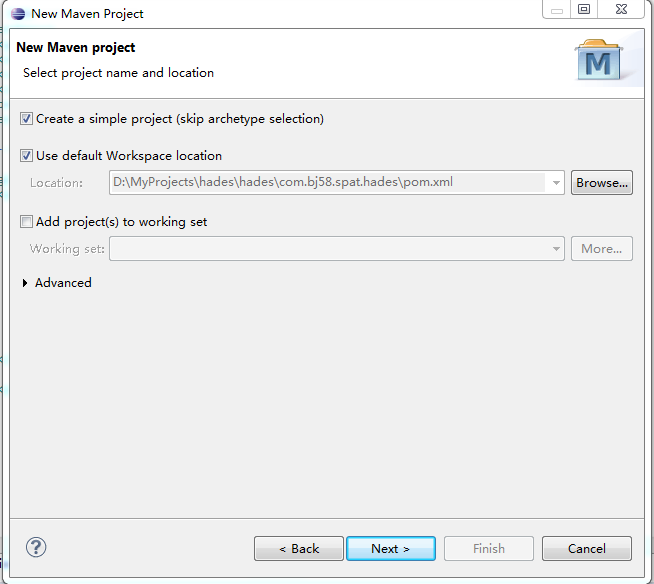 New Maven Project
New Maven project
Select project name and location
M
Create a simple project (skip archetype selection)
Use default Workspace location
Location: D:\MyProjects\hades\hades\com.bj58.spat.hades\pom.xml Browse...
Add project(s) to working set
Working set: More...
Advanced
? < Back Next > Finish Cancel